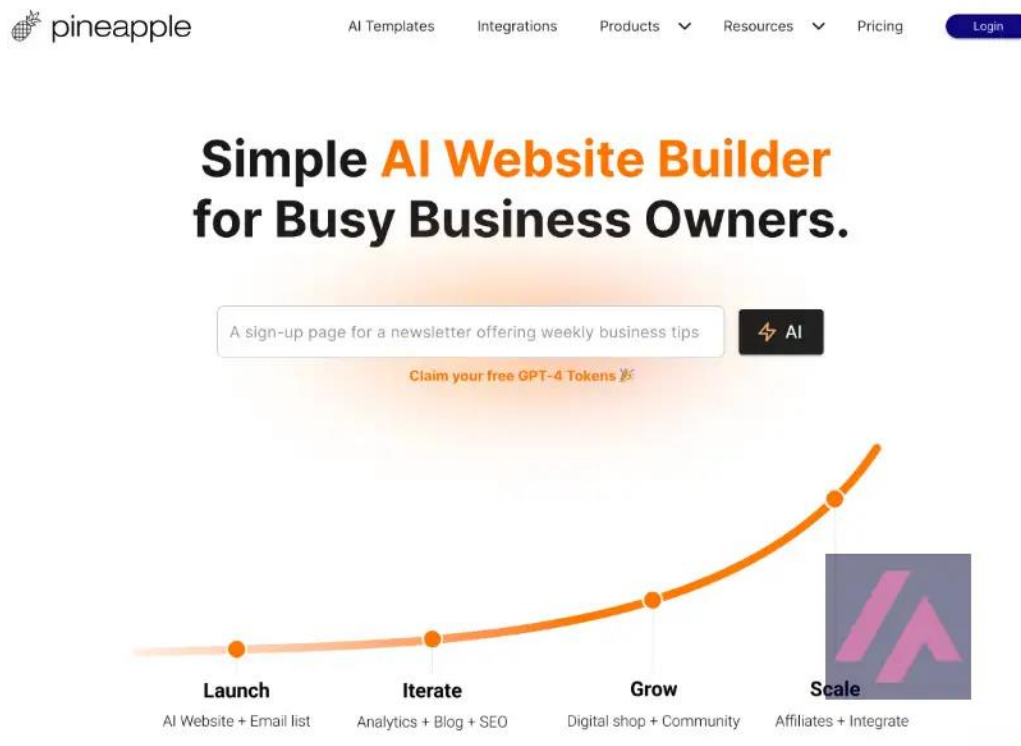 pineapple
AI Templates Integrations Products Resources Pricing Login
Simple AI Website Builder
for Busy Business Owners.
A sign-up page for a newsletter offering weekly business tips
AI
Claim your free GPT-4 Tokens 🎉
Launch Iterate Grow Scale
AI Website + Email list Analytics + Blog + SEO Digital shop + Community Affiliates + Integrate